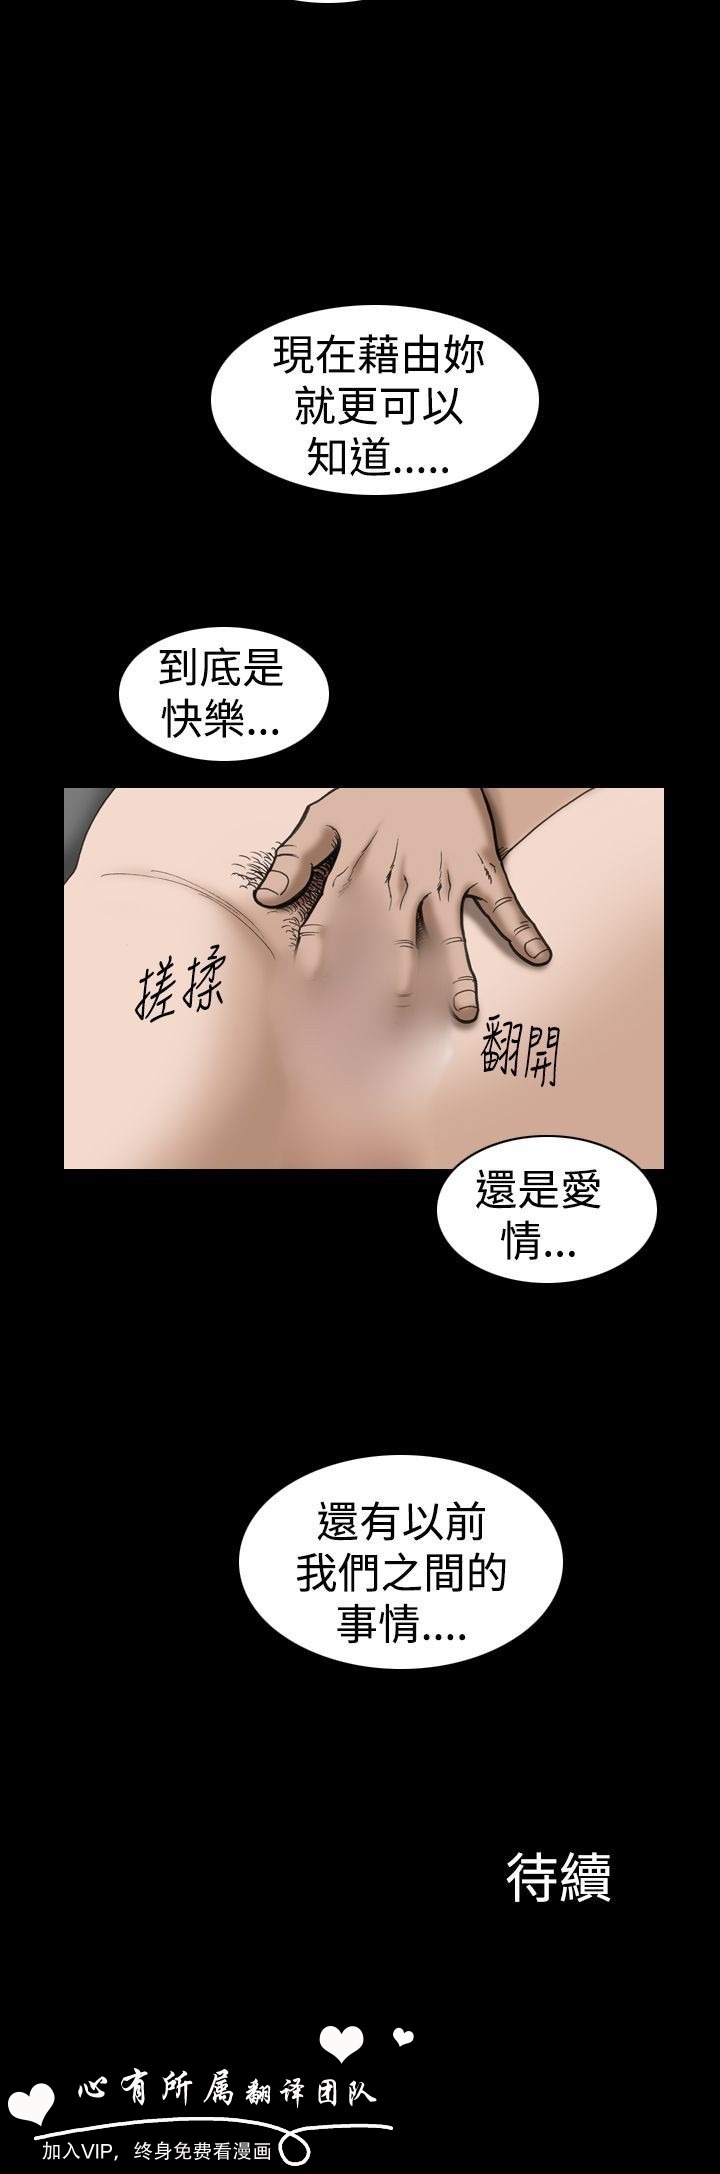 現在藉由妳
就更可以
知道.....
到底是
快樂...
搓揉
翻開
還是愛
情...
還有以前
我們之間的
事情....
待續
心有所属翻译团队
加入VIP，终身免费看漫画